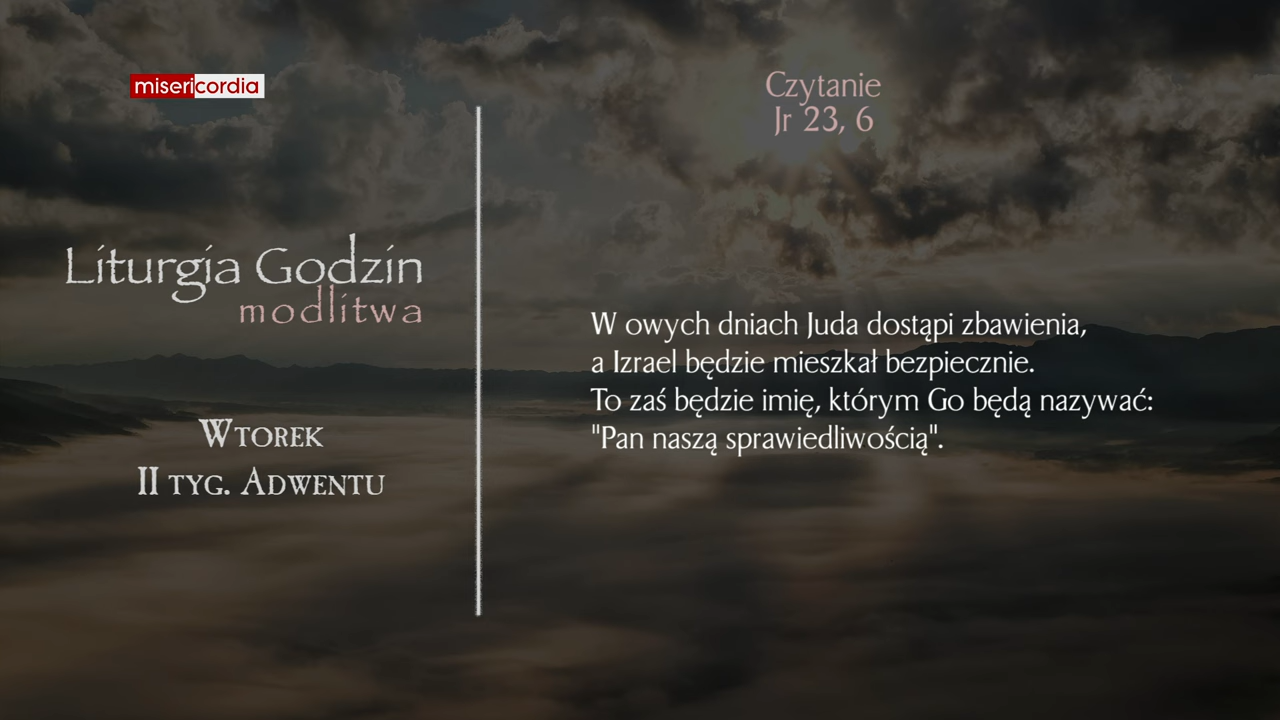 misericordia
Liturgia Godzin
modlitwa
Wtorek
II tyg. Adwentu
Czytanie
Jr 23, 6
W owych dniach Juda dostąpi zbawienia,
a Izrael będzie mieszkał bezpiecznie.
To zaś będzie imię, którym Go będą nazywać:
"Pan naszą sprawiedliwością".